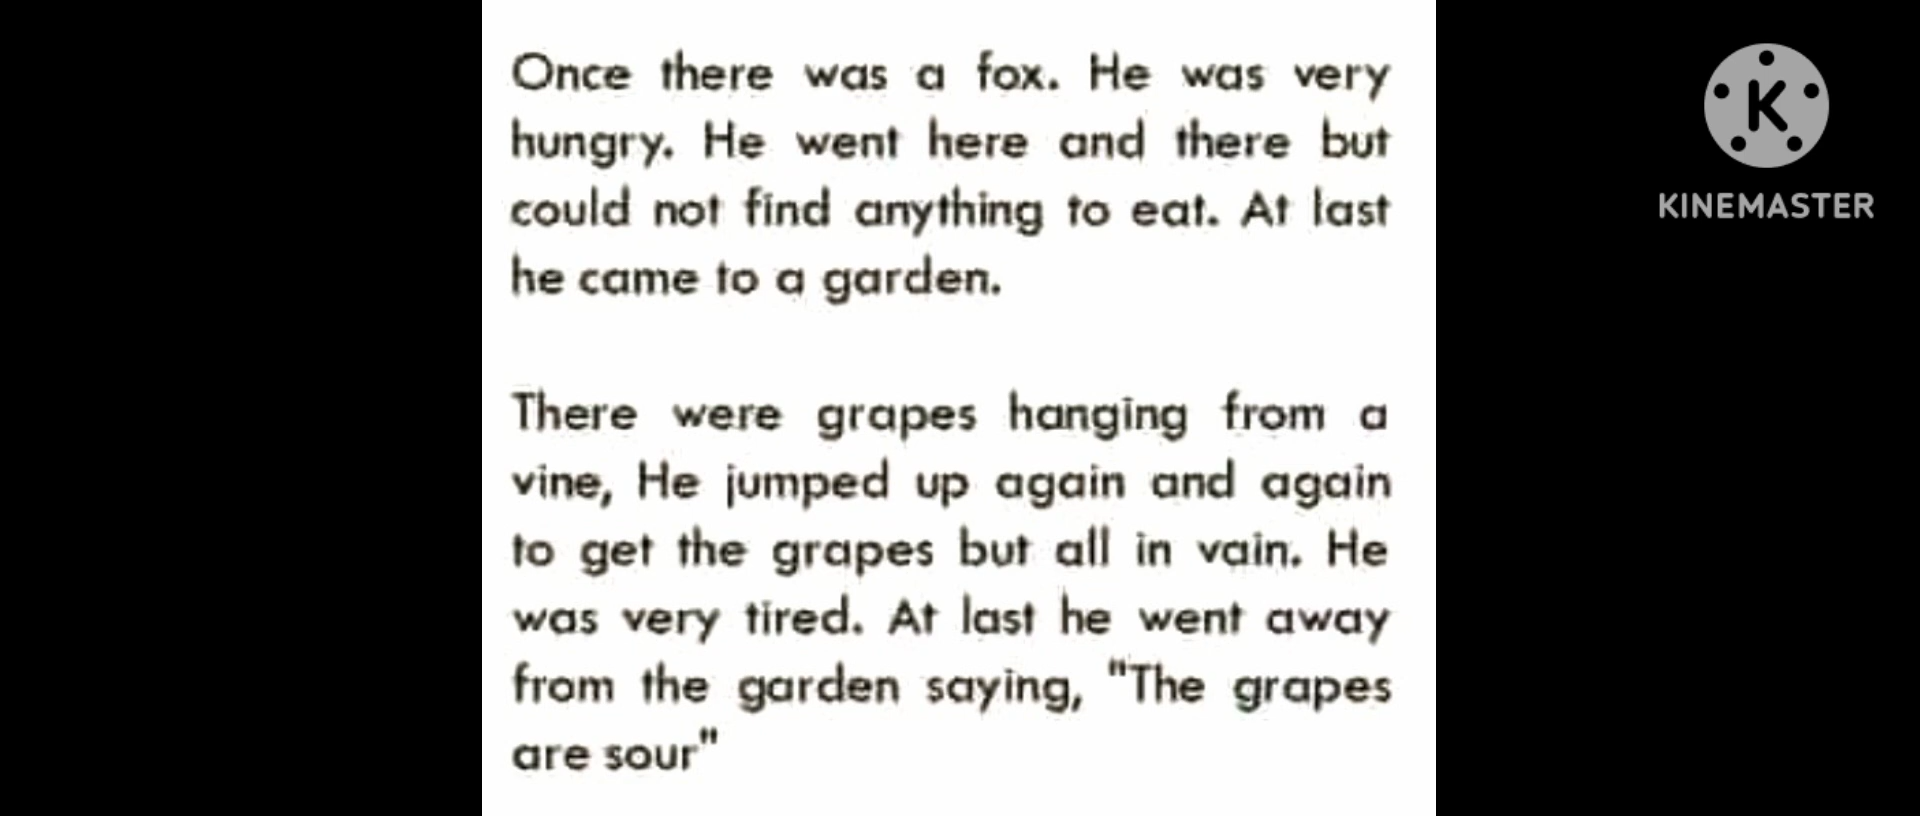 Once there was a fox. He was very
hungry. He went here and there but
could not find anything to eat. At last
he came to a garden.
There were grapes hanging from a
vine, He jumped up again and again
to get the grapes but all in vain. He
was very tired. At last he went away
from the garden saying, "The grapes
are sour"
K
KINEMASTER